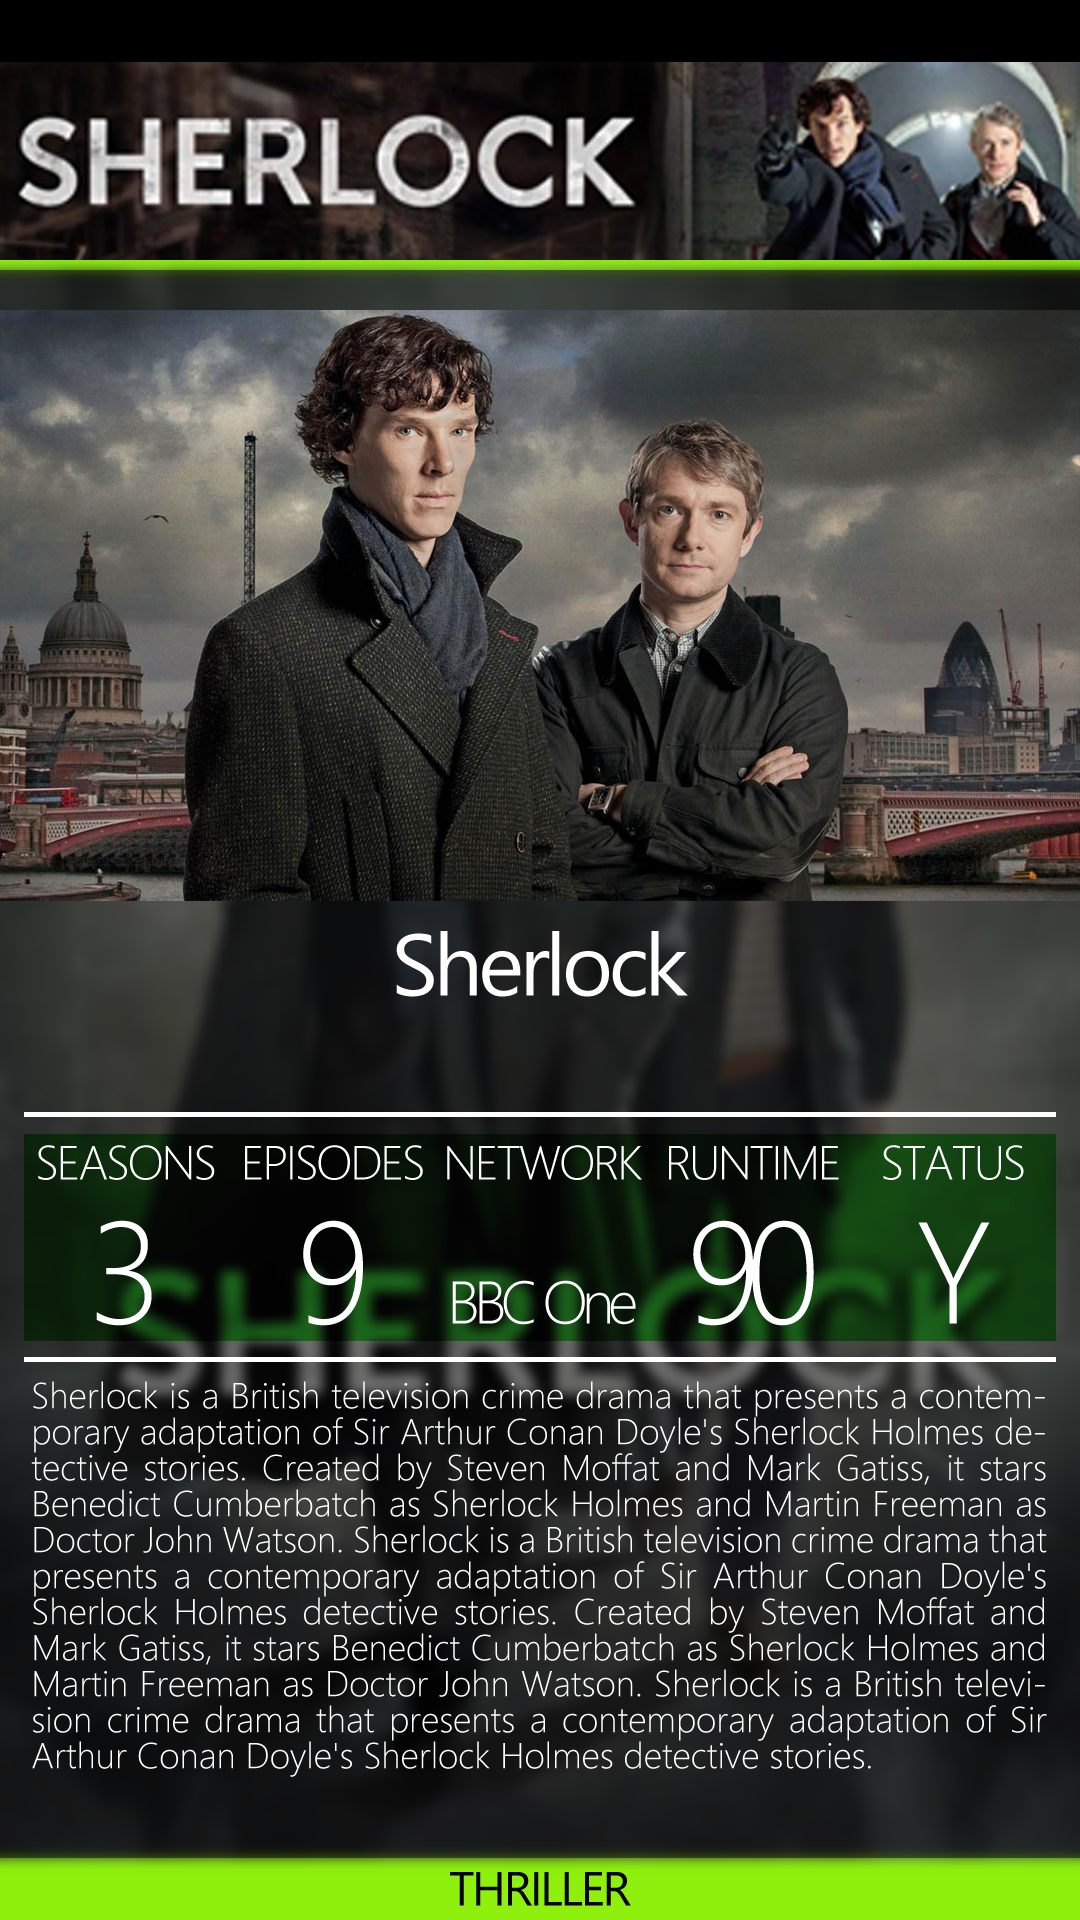 SHERLOCK
Sherlock
SEASONS EPISODES NETWORK RUNTIME STATUS
3 9 BBC One 90 Y
SHERLOCK
Sherlock is a British television crime drama that presents a contem-
porary adaptation of Sir Arthur Conan Doyle's Sherlock Holmes de-
tective stories. Created by Steven Moffat and Mark Gatiss, it stars
Benedict Cumberbatch as Sherlock Holmes and Martin Freeman as
Doctor John Watson. Sherlock is a British television crime drama that
presents a contemporary adaptation of Sir Arthur Conan Doyle's
Sherlock Holmes detective stories. Created by Steven Moffat and
Mark Gatiss, it stars Benedict Cumberbatch as Sherlock Holmes and
Martin Freeman as Doctor John Watson. Sherlock is a British televi-
sion crime drama that presents a contemporary adaptation of Sir
Arthur Conan Doyle's Sherlock Holmes detective stories.
THRILLER